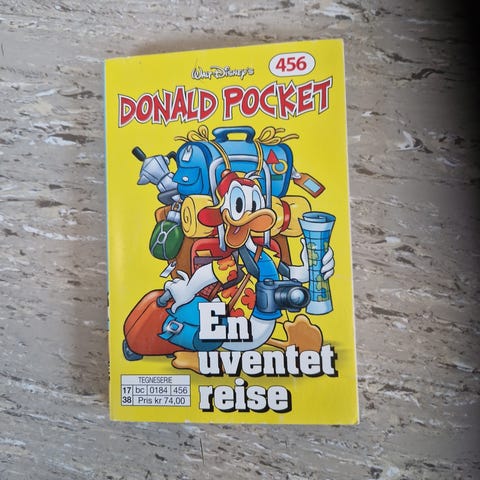 Walt Disney's
456
DONALD POCKET
En
uventet
reise
TEGNESERIE
17 bc 0184 456
38 Pris kr 74,00